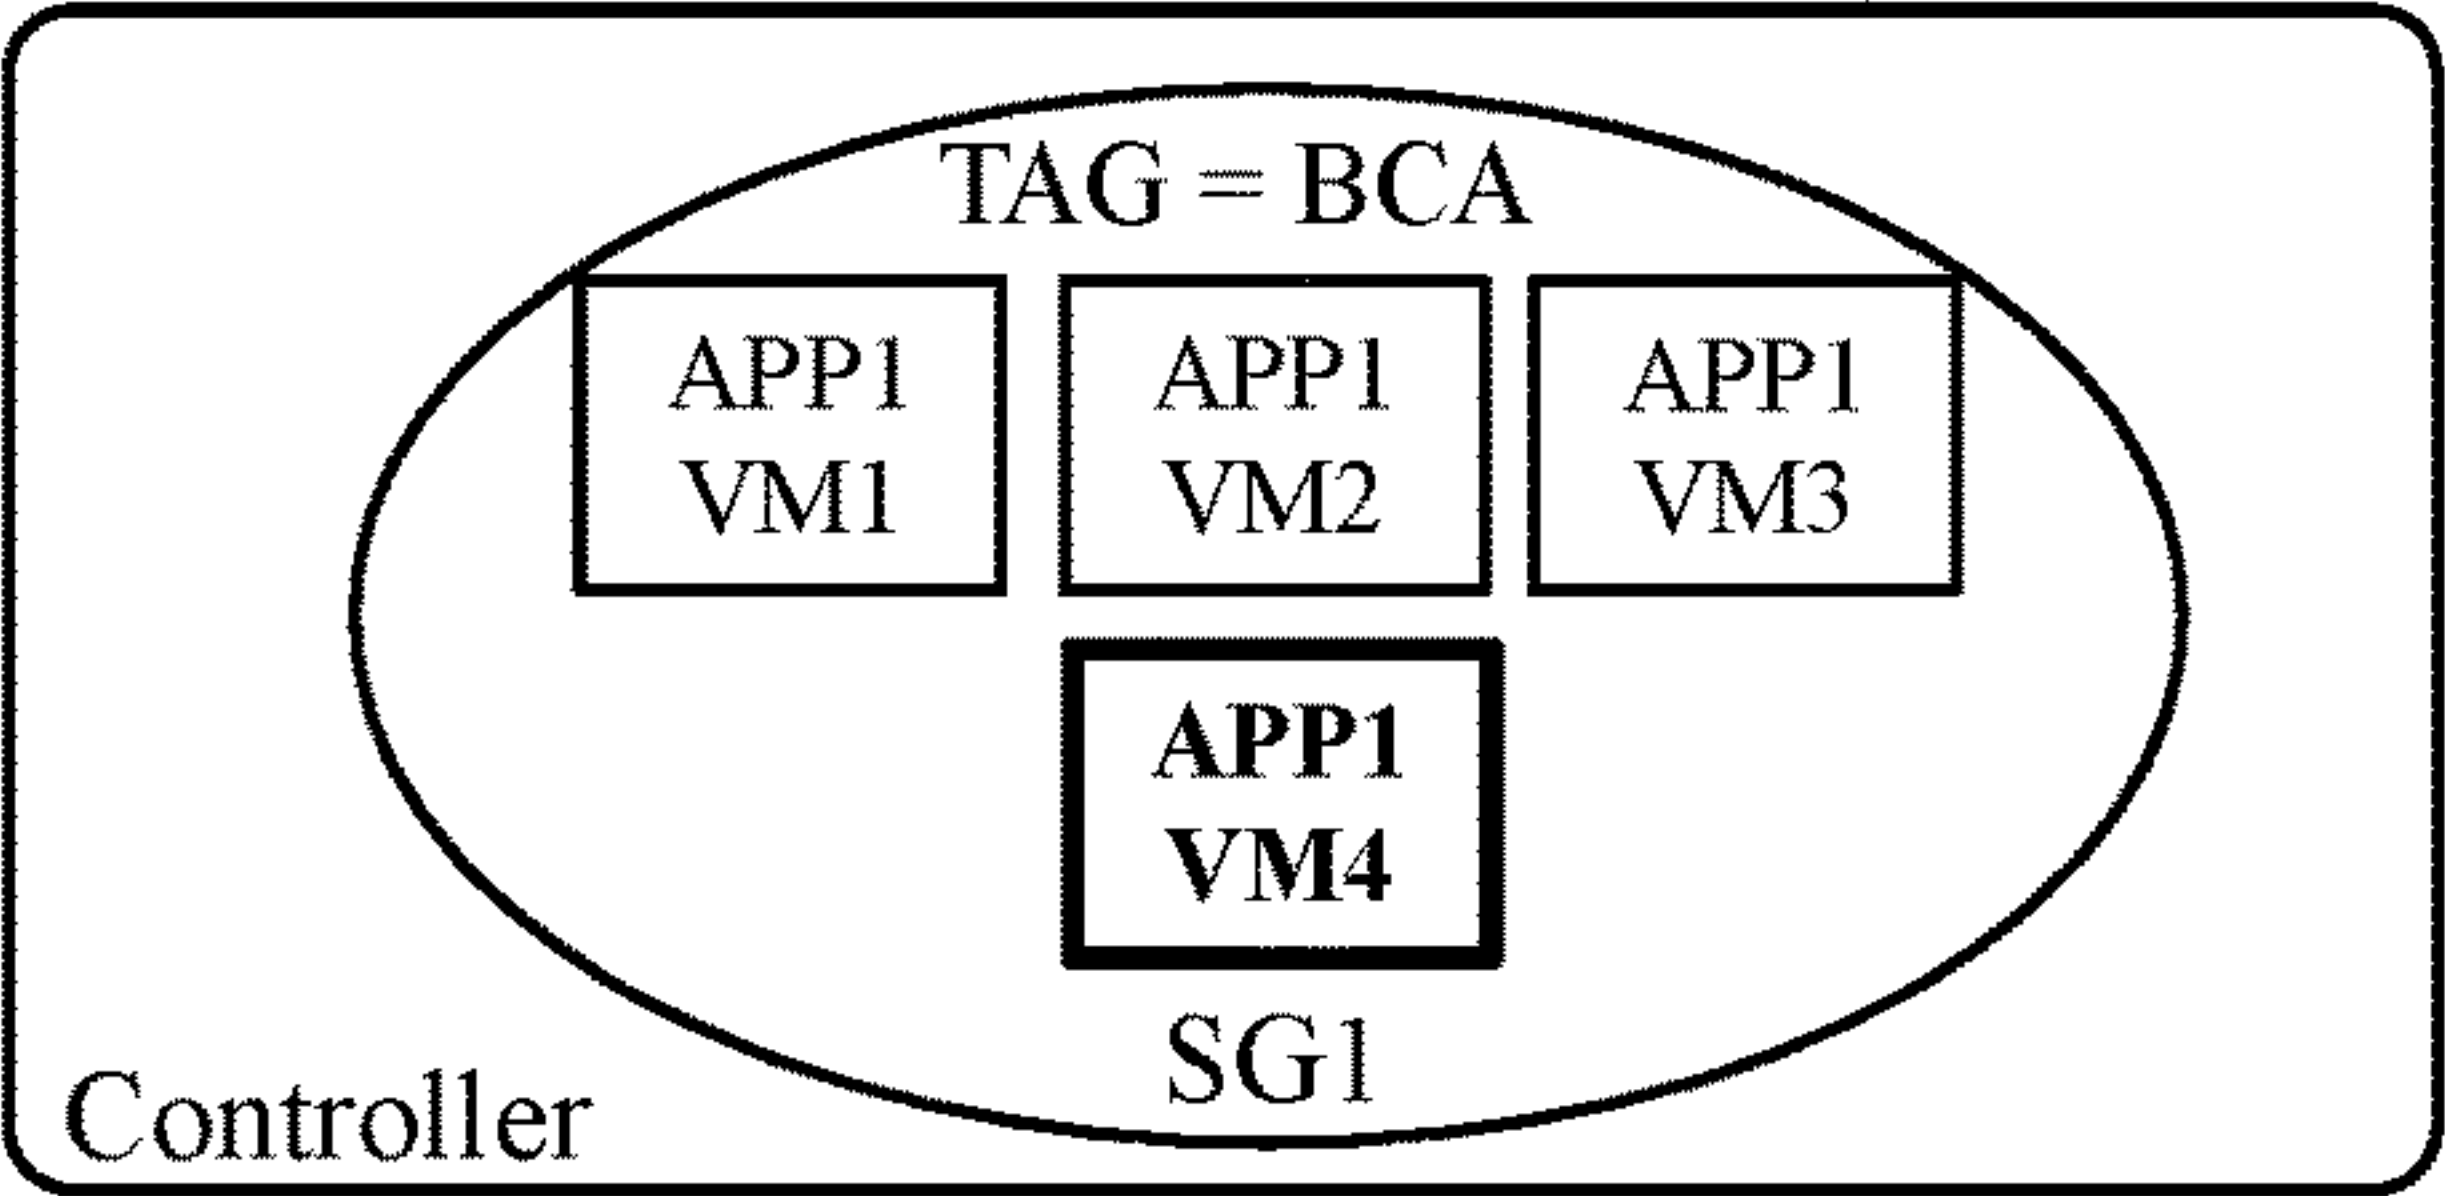 TAG = BCA
APP1
VM1
APP1
VM2
APP1
VM3
APP1
VM4
SG1
Controller